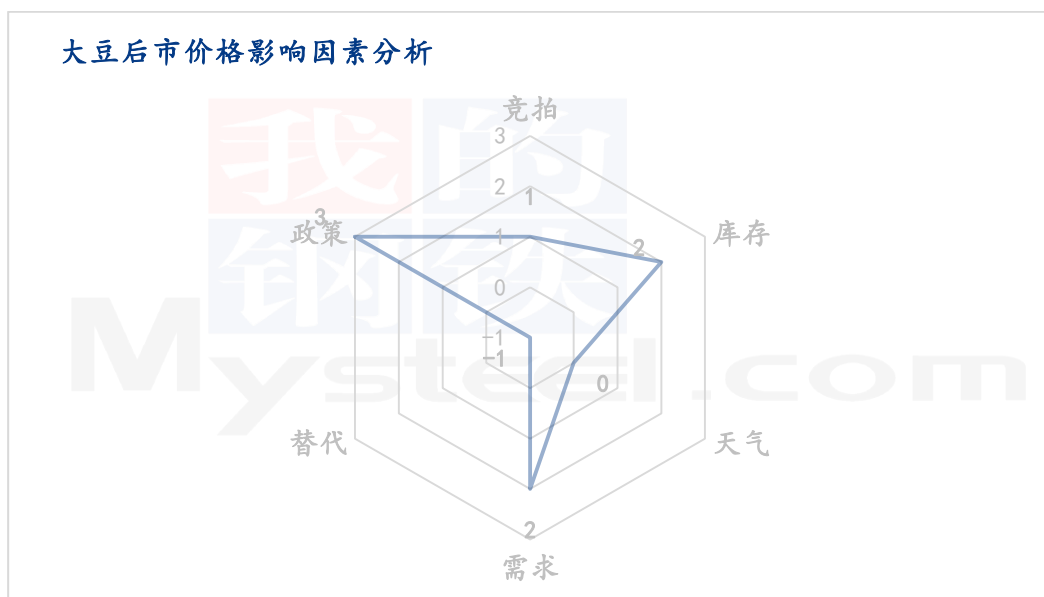 大豆后市价格影响因素分析
竞拍
3
2
1
1
0
-1
-1
3
政策
2
库存
0
替代
天气
2
需求
我的
钢铁
Mysteel.com